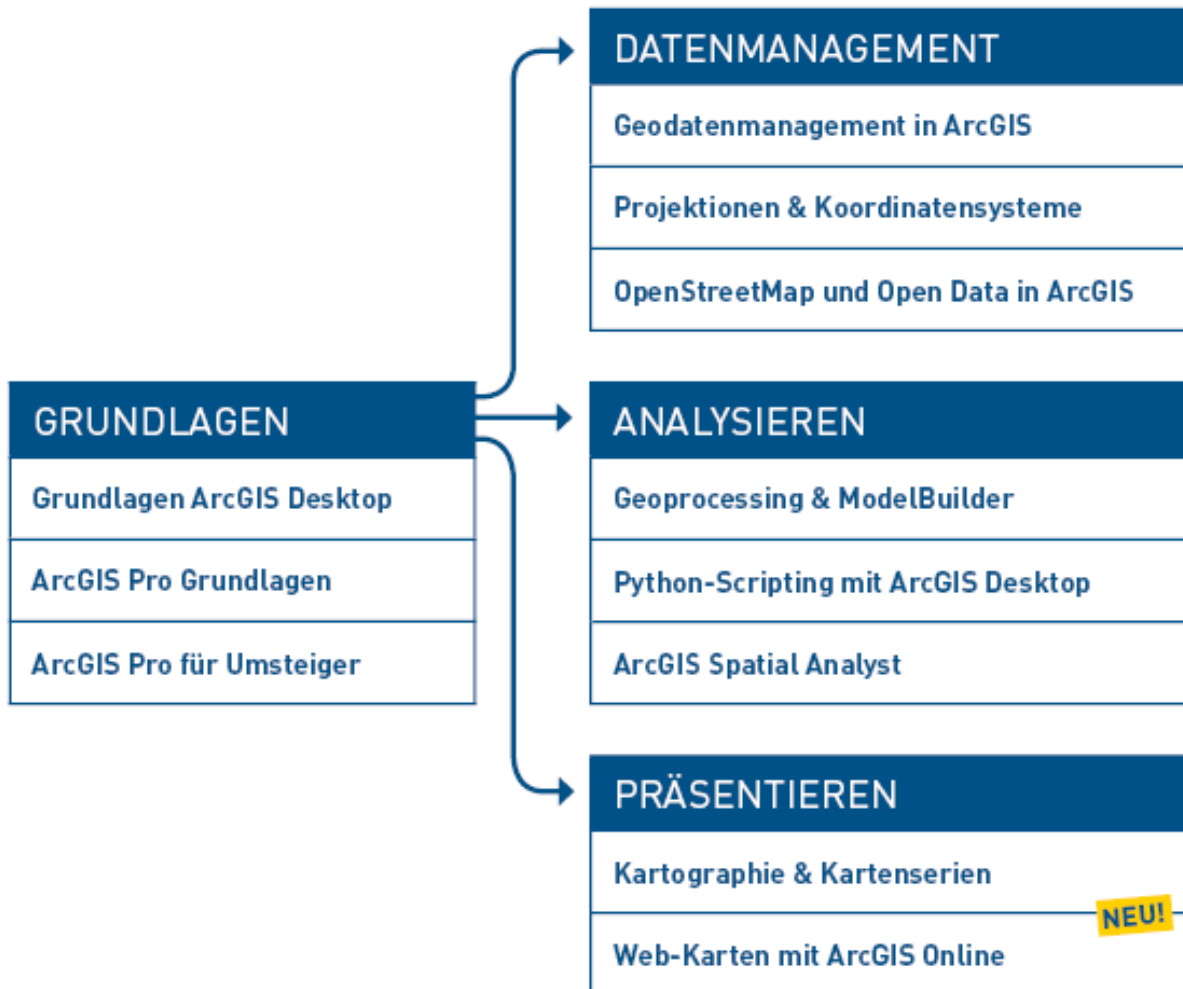 GRUNDLAGEN
Grundlagen ArcGIS Desktop
ArcGIS Pro Grundlagen
ArcGIS Pro für Umsteiger
DATENMANAGEMENT
Geodatenmanagement in ArcGIS
Projektionen & Koordinatensysteme
OpenStreetMap und Open Data in ArcGIS
ANALYSIEREN
Geoprocessing & ModelBuilder
Python-Scripting mit ArcGIS Desktop
ArcGIS Spatial Analyst
PRÄSENTIEREN
Kartographie & Kartenserien
NEU!
Web-Karten mit ArcGIS Online